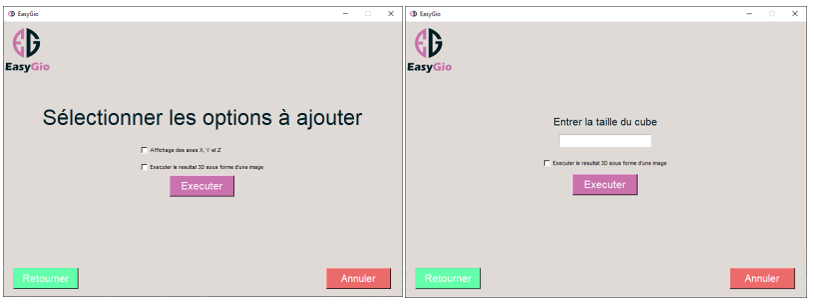 EasyGio
EG
EasyGio
Sélectionner les options à ajouter
Affichage des axes X, Y et Z
Executer le resultat 3D sous forme d'une image
Executer
Retourner
Annuler
EasyGio
EG
EasyGio
Entrer la taille du cube
Executer le resultat 3D sous forme d'une image
Executer
Retourner
Annuler